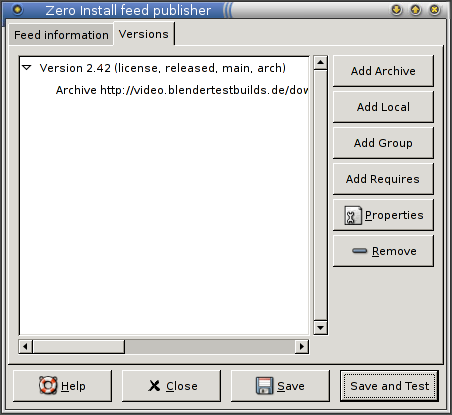 Zero Install feed publisher
Feed information
Versions
Version 2.42 (license, released, main, arch)
Archive http://video.blendertestbuilds.de/dow
Add Archive
Add Local
Add Group
Add Requires
Properties
Remove
Help
Close
Save
Save and Test